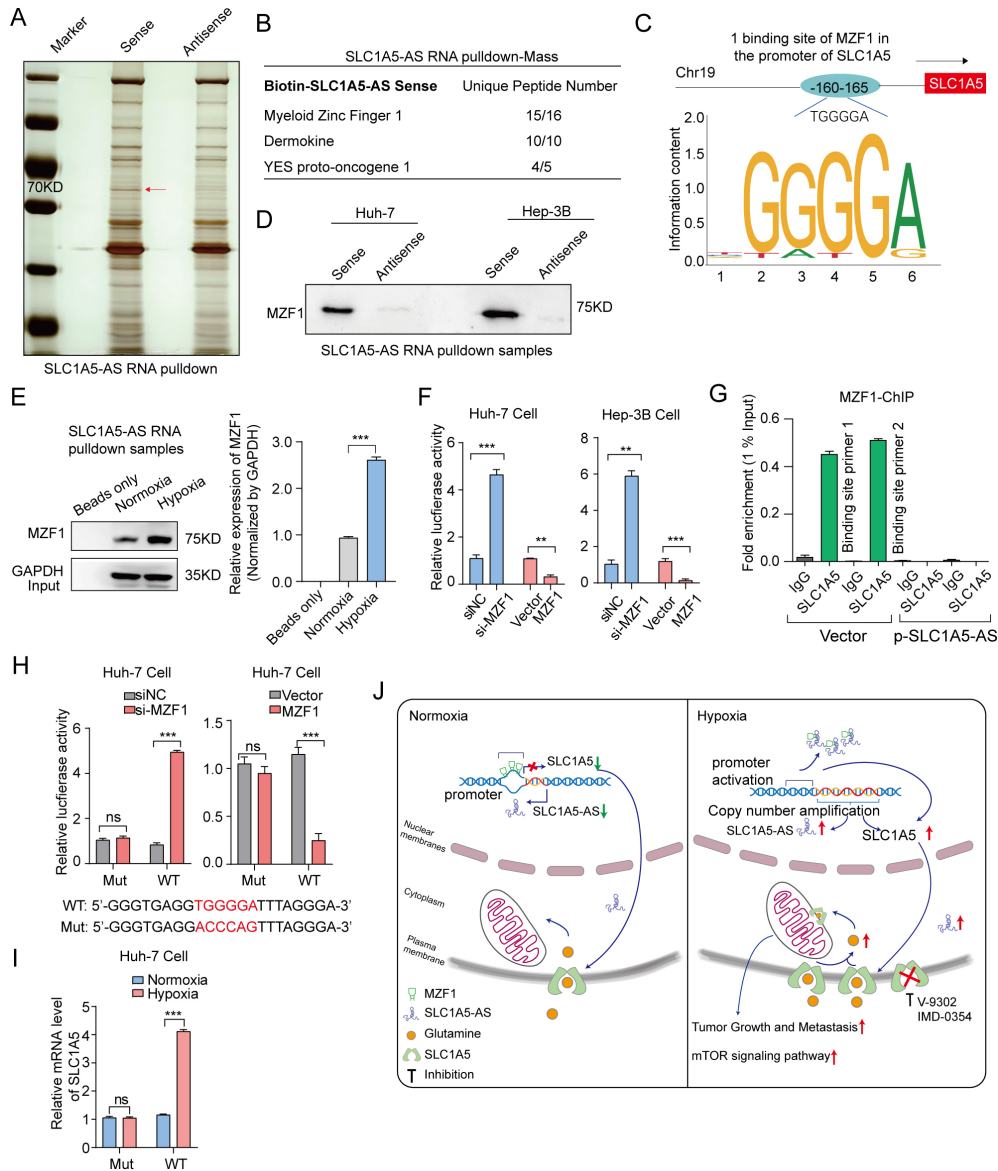 A
Marker
Sense
Antisense
70KD
SLC1A5-AS RNA pulldown
B
SLC1A5-AS RNA pulldown-Mass
Biotin-SLC1A5-AS Sense Unique Peptide Number
Myeloid Zinc Finger 1 15/16
Dermokine 10/10
YES proto-oncogene 1 4/5
C
1 binding site of MZF1 in
the promoter of SLC1A5
Chr19
-160-165
SLC1A5
TGGGGA
Information content
2.0
1.5
1.0
0.5
0.0
G G G G A
T A T G
1 2 3 4 5 6
D
Huh-7 Hep-3B
Sense Antisense Sense Antisense
MZF1 75KD
SLC1A5-AS RNA pulldown samples
E
SLC1A5-AS RNA
pulldown samples
Beads only Normoxia Hypoxia
MZF1 75KD
GAPDH 35KD
Input
Relative expression of MZF1
(Normalized by GAPDH)
3.0
2.0
1.0
0.0
***
Beads only Normoxia Hypoxia
F
Huh-7 Cell
Relative lucifierase activity
6
4
2
0
*** **
siNC si-MZF1 Vector MZF1
Hep-3B Cell
8
6
4
2
0
** ***
siNC si-MZF1 Vector MZF1
G
MZF1-ChIP
Fold enrichment (1 % Input)
0.6
0.4
0.2
0.0
Binding site primer 1
Binding site primer 2
IgG SLC1A5 IgG SLC1A5 IgG SLC1A5 IgG SLC1A5
Vector p-SLC1A5-AS
H
Huh-7 Cell
siNC
si-MZF1
Relative lucifierase activity
6
3
0
ns ***
Mut WT
Huh-7 Cell
Vector
MZF1
1.5
1.0
0.5
0.0
ns ***
Mut WT
WT: 5'-GGGTGAGGTGGGGATTTAGGGA-3'
Mut: 5'-GGGTGAGGACCCAGTTTAGGGA-3'
I
Huh-7 Cell
Normoxia
Hypoxia
Relative mRNA level
of SLC1A5
5
4
3
2
1
0
ns ***
Mut WT
J
Normoxia
SLC1A5
promoter
SLC1A5-AS
Nuclear
membranes
Cytoplasm
Plasma
membrane
MZF1
SLC1A5-AS
Glutamine
SLC1A5
Inhibition
Hypoxia
promoter
activation
Copy number amplification
SLC1A5-AS
SLC1A5
V-9302
IMD-0354
Tumor Growth and Metastasis
mTOR signaling pathway